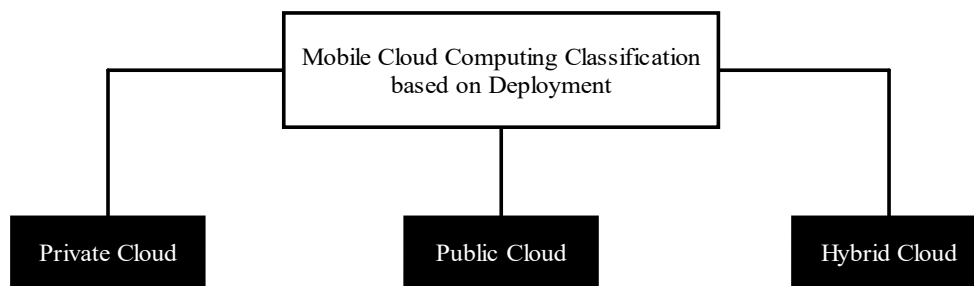 Mobile Cloud Computing Classification
based on Deployment
Private Cloud
Public Cloud
Hybrid Cloud